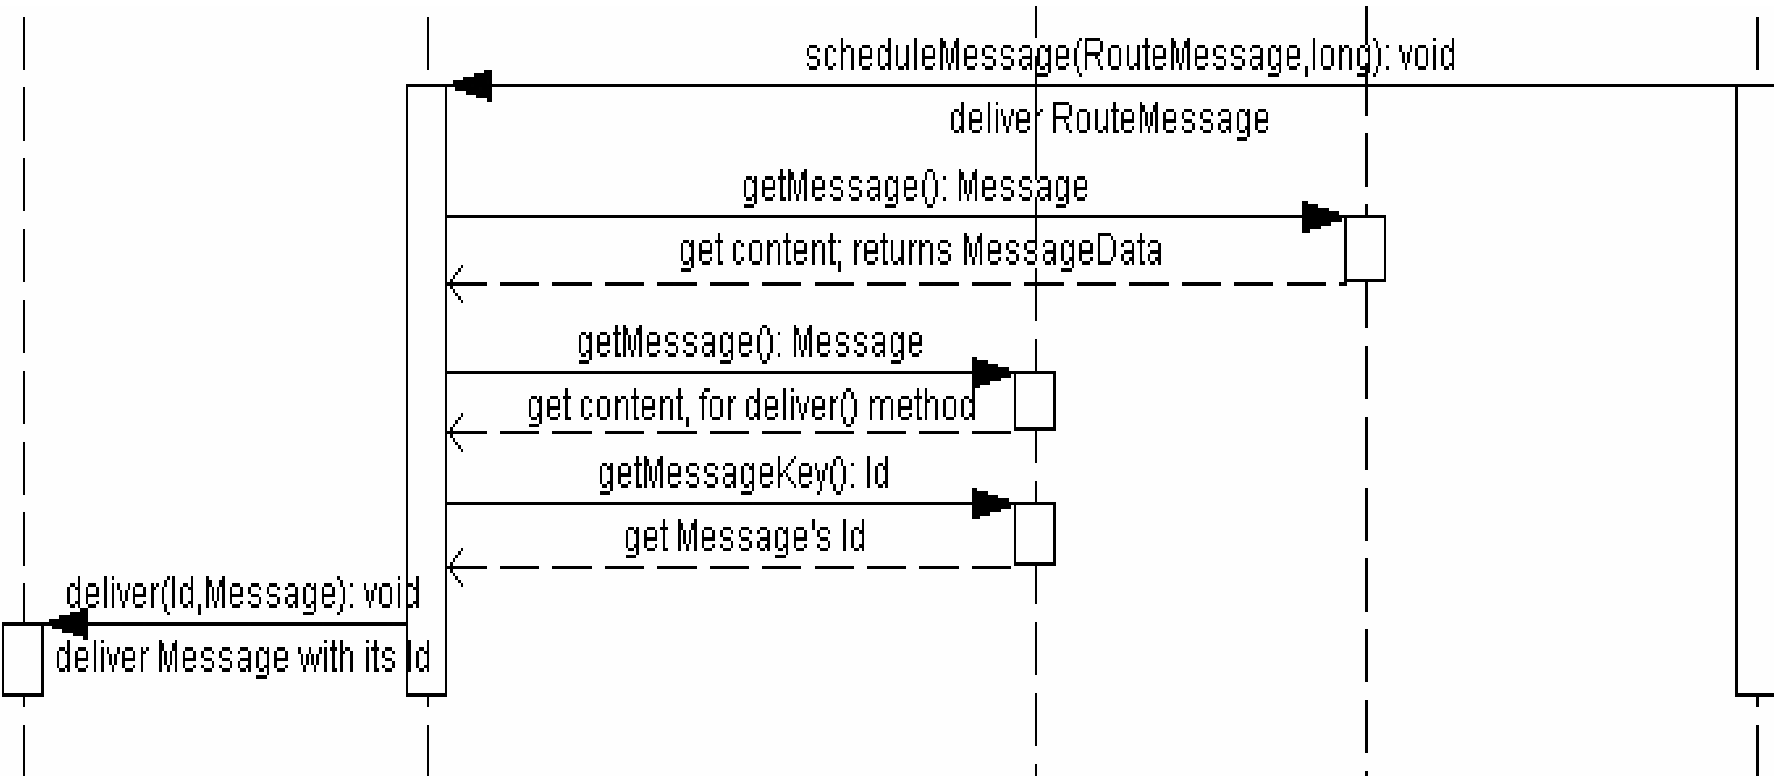 scheduleMessage(RouteMessage,long): void
deliver RouteMessage
getMessage(): Message
get content; returns MessageData
getMessage(): Message
get content, for deliver() method
getMessageKey(): Id
get Message's Id
deliver(Id,Message): void
deliver Message with its Id